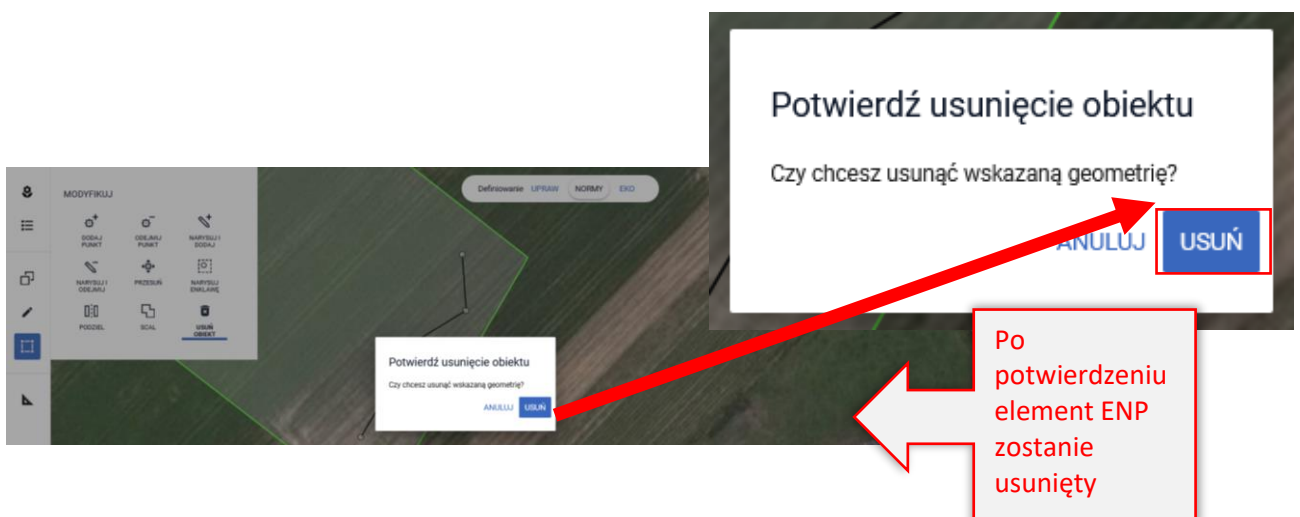 Potwierdź usunięcie obiektu
Czy chcesz usunąć wskazaną geometrię?
ANULUJ USUŃ
MODYFIKUJ
Definiowanie UPRAW NORMY EKO
DODAJ PUNKT
ODEJMIJ PUNKT
NARYSUJ I DODAJ
NARYSUJ I ODEJMIJ
PRZESUŃ
NARYSUJ ENKLAWĘ
PODZIEL
SCAL
USUŃ OBIEKT
Potwierdź usunięcie obiektu
Czy chcesz usunąć wskazaną geometrię?
ANULUJ USUŃ
Po
potwierdzeniu
element ENP
zostanie
usunięty